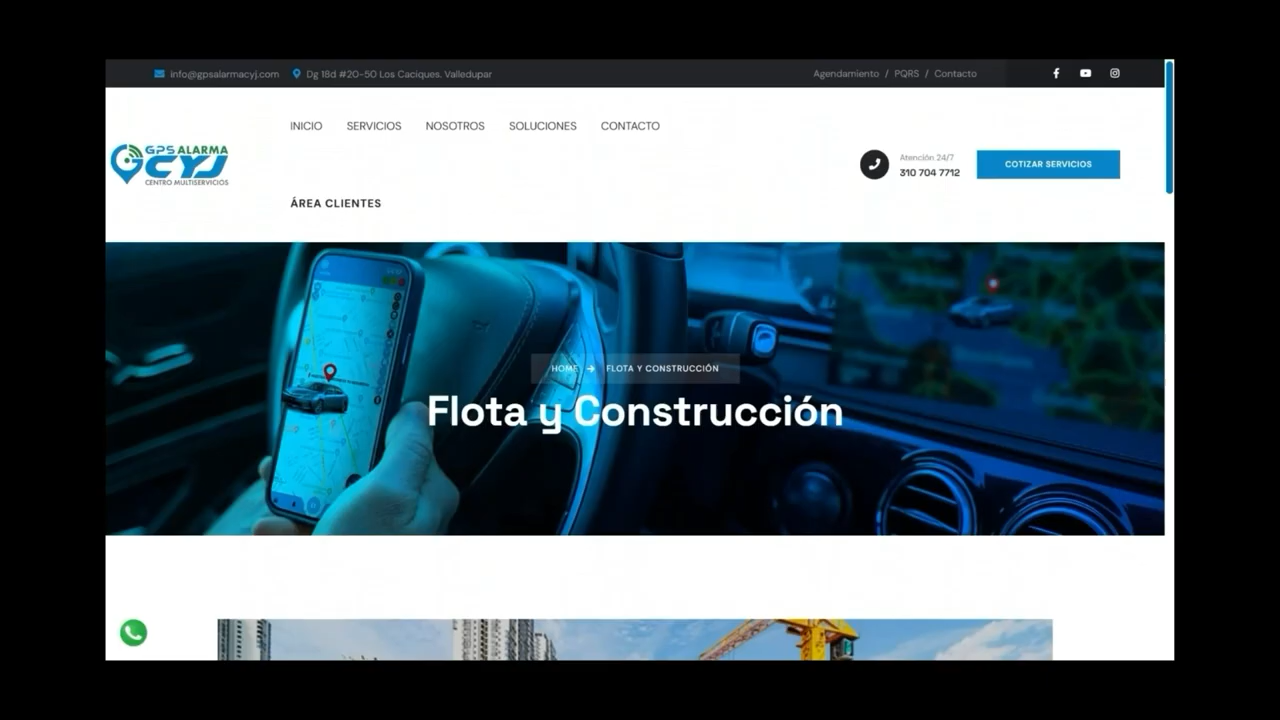 info@gpsalarmacyj.com
Dg 18d #20-50 Los Caciques. Valledupar
Agendamiento / PQRS / Contacto
INICIO SERVICIOS NOSOTROS SOLUCIONES CONTACTO
GPS ALARMA
CYJ
CENTRO MULTISERVICIOS
Atención 24/7
310 704 7712
COTIZAR SERVICIOS
ÁREA CLIENTES
HOME → FLOTA Y CONSTRUCCIÓN
Flota y Construcción